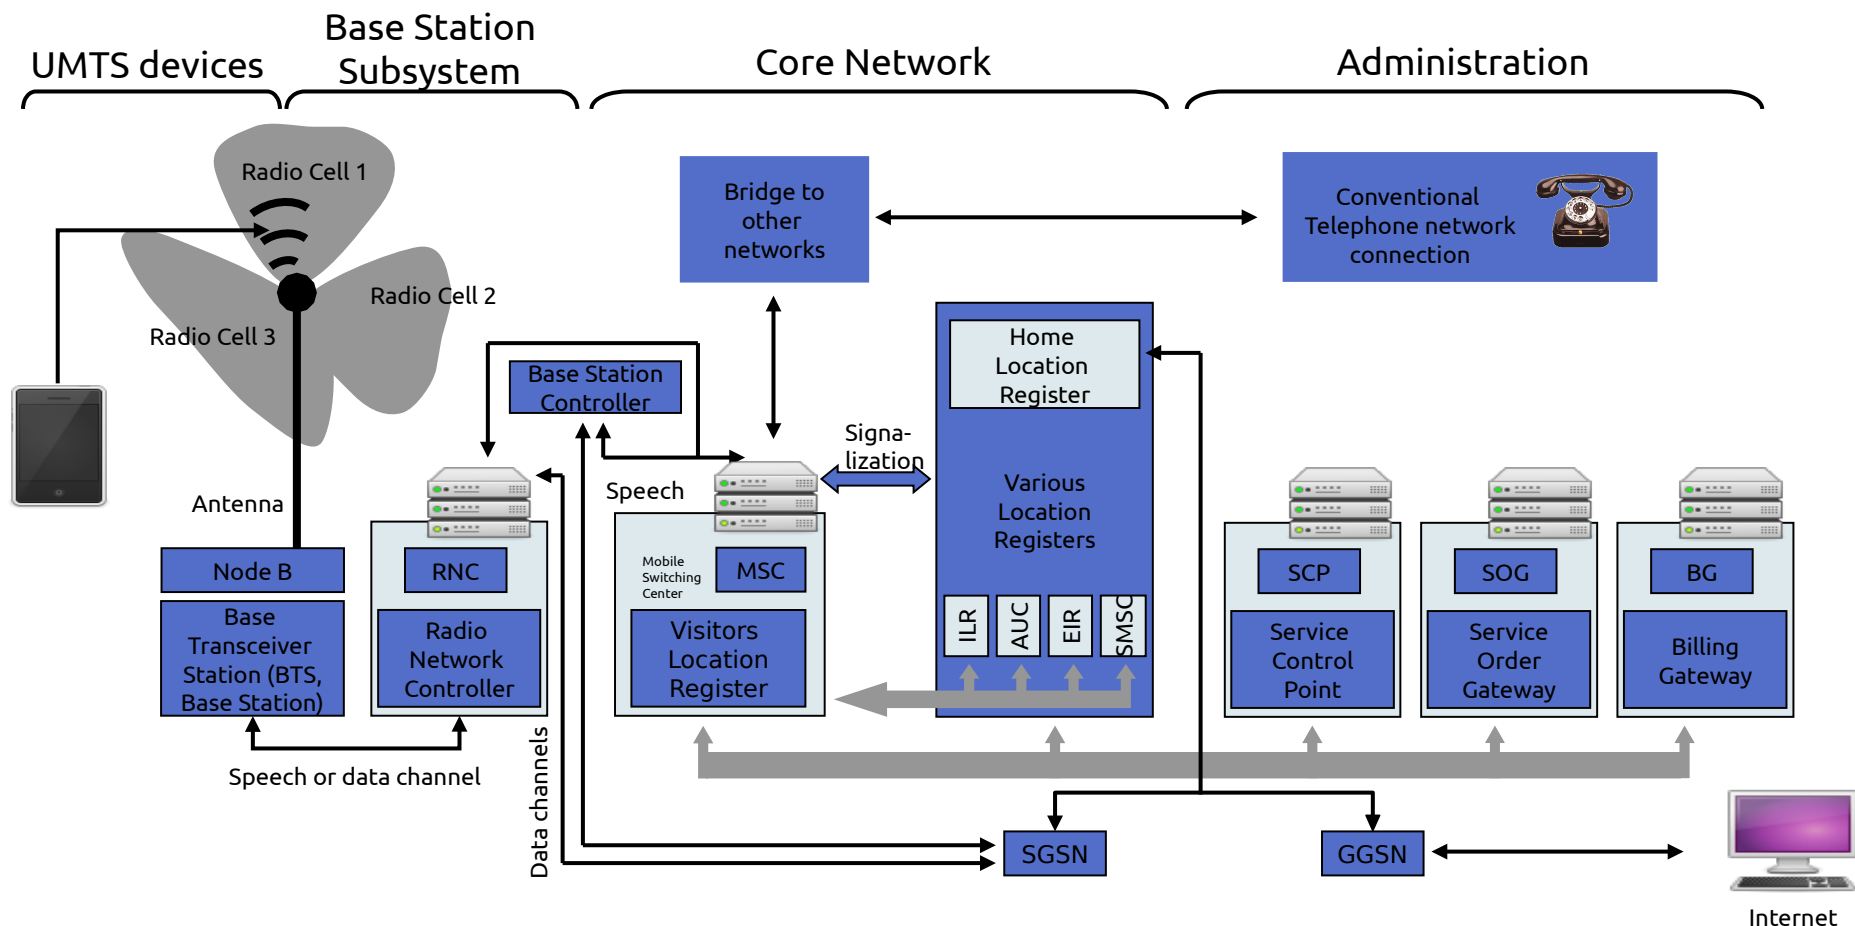 UMTS devices
Base Station
Subsystem
Core Network
Administration
Radio Cell 1
Radio Cell 2
Radio Cell 3
Antenna
Node B
Base
Transceiver
Station (BTS,
Base Station)
RNC
Radio
Network
Controller
Speech or data channel
Data channels
Base Station
Controller
Speech
Mobile
Switching
Center
MSC
Visitors
Location
Register
Bridge to
other
networks
Conventional
Telephone network
connection
Signa-
lization
Home
Location
Register
Various
Location
Registers
ILR
AUC
EIR
SMSC
SCP
Service
Control
Point
SOG
Service
Order
Gateway
BG
Billing
Gateway
SGSN
GGSN
Internet